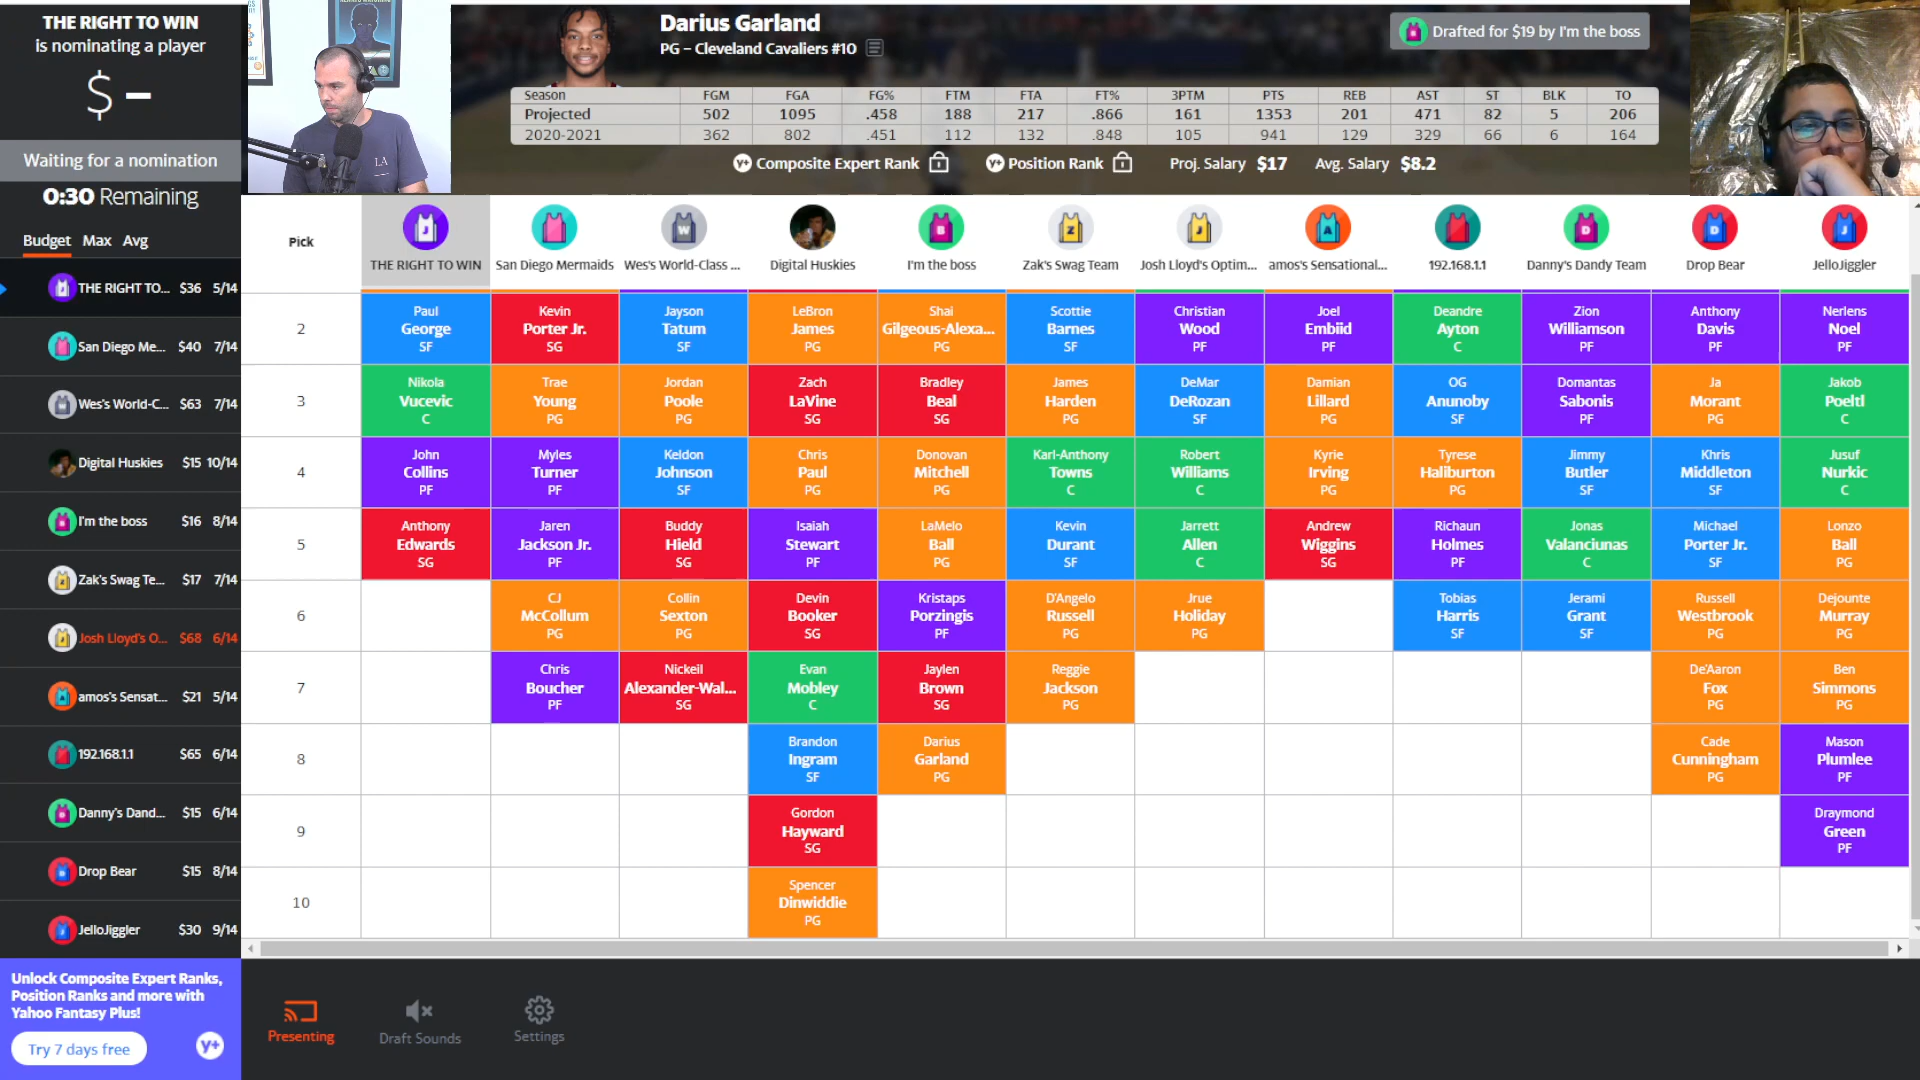 THE RIGHT TO WIN
is nominating a player
$ –
Waiting for a nomination
0:30 Remaining
Budget Max Avg
THE RIGHT TO... $36 5/14
San Diego Me... $40 7/14
Wes's World-C... $63 7/14
Digital Huskies $15 10/14
I'm the boss $16 8/14
Zak's Swag Te... $17 7/14
Josh Lloyd's O... $68 6/14
amos's Sensat... $21 5/14
192.168.1.1 $65 6/14
Danny's Dand... $15 6/14
Drop Bear $15 8/14
JelloJiggler $30 9/14
Unlock Composite Expert Ranks,
Position Ranks and more with
Yahoo Fantasy Plus!
Try 7 days free
y+
LA
Darius Garland
PG – Cleveland Cavaliers #10
Drafted for $19 by I'm the boss
Season FGM FGA FG% FTM FTA FT% 3PTM PTS REB AST ST BLK TO
Projected 502 1095 .458 188 217 .866 161 1353 201 471 82 5 206
2020-2021 362 802 .451 112 132 .848 105 941 129 329 66 6 164
y+ Composite Expert Rank y+ Position Rank Proj. Salary $17 Avg. Salary $8.2
Pick THE RIGHT TO WIN San Diego Mermaids Wes's World-Class ... Digital Huskies I'm the boss Zak's Swag Team Josh Lloyd's Optim... amos's Sensational... 192.168.1.1 Danny's Dandy Team Drop Bear JelloJiggler
Paul Kevin Jayson LeBron Shai Scottie Christian Joel Deandre Zion Anthony Nerlens
2 George Porter Jr. Tatum James Gilgeous-Alexa... Barnes Wood Embiid Ayton Williamson Davis Noel
SF SG SF PG PG SF PF PF C PF PF PF
Nikola Trae Jordan Zach Bradley James DeMar Damian OG Domantas Ja Jakob
3 Vucevic Young Poole LaVine Beal Harden DeRozan Lillard Anunoby Sabonis Morant Poeltl
C PG PG SG SG PG SF PG SF PF PG C
John Myles Keldon Chris Donovan Karl-Anthony Robert Kyrie Tyrese Jimmy Khris Jusuf
4 Collins Turner Johnson Paul Mitchell Towns Williams Irving Haliburton Butler Middleton Nurkic
PF PF SF PG PG C C PG PG SF SF C
Anthony Jaren Buddy Isaiah LaMelo Kevin Jarrett Andrew Richaun Jonas Michael Lonzo
5 Edwards Jackson Jr. Hield Stewart Ball Durant Allen Wiggins Holmes Valanciunas Porter Jr. Ball
SG PF SG PF PG SF C SG PF C SF PG
CJ Collin Devin Kristaps D'Angelo Jrue Tobias Jerami Russell Dejounte
6 McCollum Sexton Booker Porzingis Russell Holiday Harris Grant Westbrook Murray
PG PG SG PF PG PG SF SF PG PG
Chris Nickeil Evan Jaylen Reggie De'Aaron Ben
7 Boucher Alexander-Wal... Mobley Brown Jackson Fox Simmons
PF SG C SG PG PG PG
Brandon Darius Cade Mason
8 Ingram Garland Cunningham Plumlee
SF PG PG PF
Gordon Draymond
9 Hayward Green
SG PF
Spencer
10 Dinwiddie
PG
Presenting Draft Sounds Settings